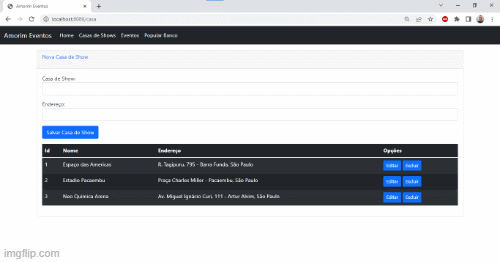 Amorim Eventos
localhost:8080/casa
Amorim Eventos Home Casas de Shows Eventos Popular Banco
Nova Casa de Show
Casa de Show:
Endereço:
Salvar Casa de Show
Id Nome Endereço Opções
1 Espaço das Americas R. Tagipuru, 795 - Barra Funda, São Paulo Editar Excluir
2 Estádio Pacaembu Praça Charles Miller - Pacaembu, São Paulo Editar Excluir
3 Neo Química Arena Av. Miguel Ignácio Curi, 111 - Artur Alvim, São Paulo Editar Excluir
imgflip.com